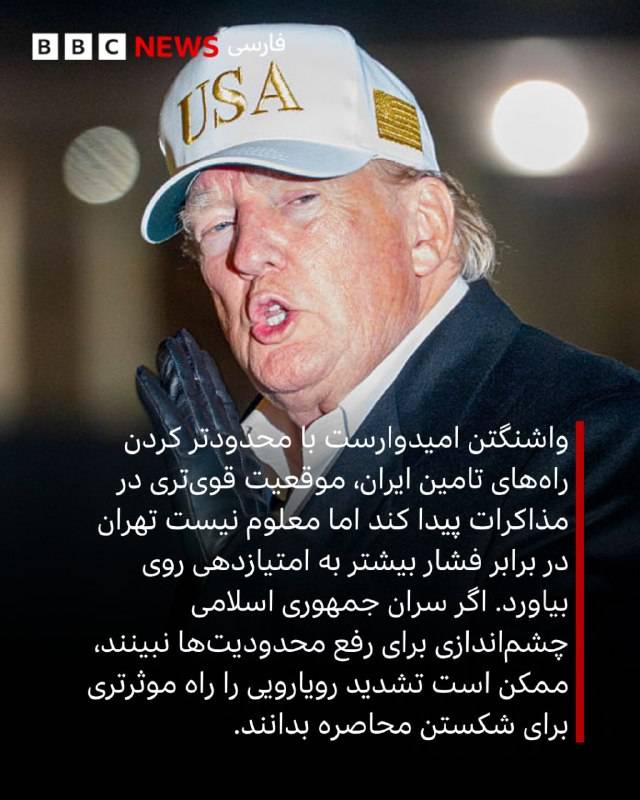 BBC NEWS فارسی
USA
واشنگتن امیدوارست با محدودتر کردن
راه‌های تامین ایران، موقعیت قوی‌تری در
مذاکرات پیدا کند اما معلوم نیست تهران
در برابر فشار بیشتر به امتیازدهی روی
بیاورد. اگر سران جمهوری اسلامی
چشم‌اندازی برای رفع محدودیت‌ها نبینند،
ممکن است تشدید رویارویی را راه موثرتری
برای شکستن محاصره بدانند.